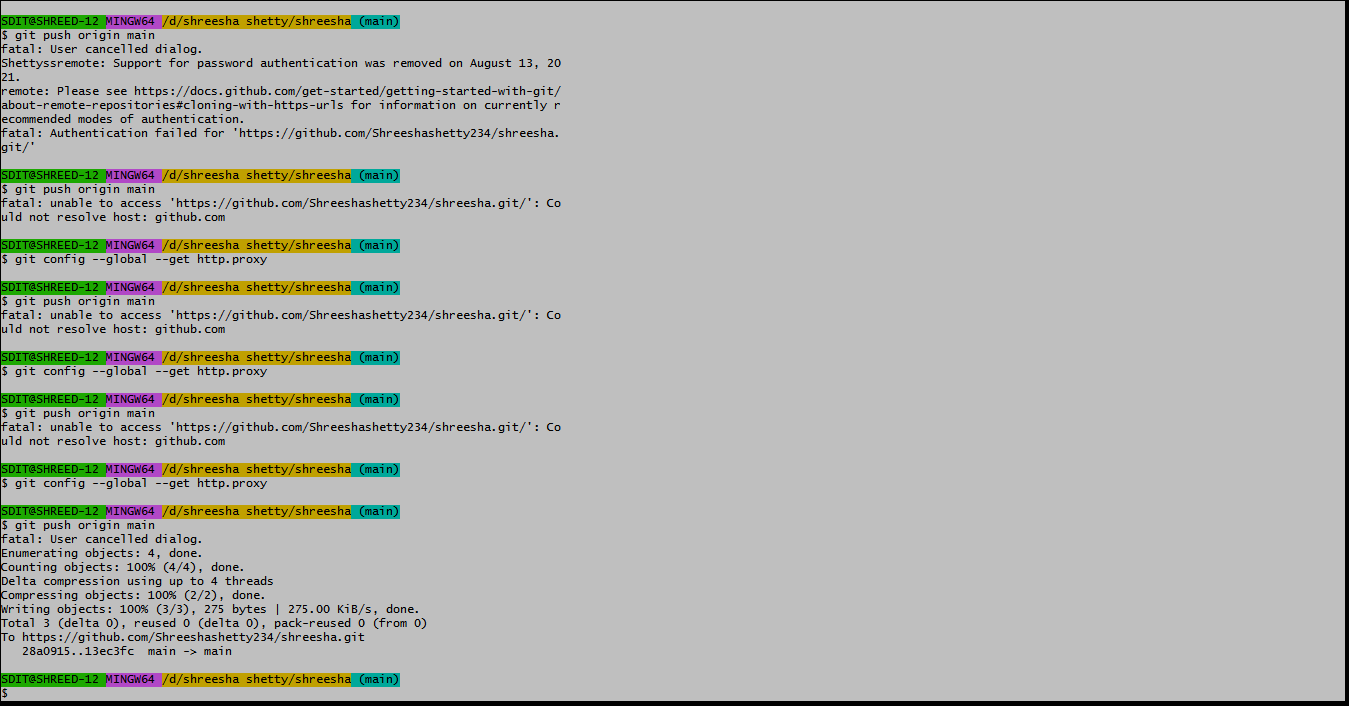 SDIT@SHREED-12 MINGW64 /d/shreesha shetty/shreesha (main)
$ git push origin main
fatal: User cancelled dialog.
Shettyssremote: Support for password authentication was removed on August 13, 20
21.
remote: Please see https://docs.github.com/get-started/getting-started-with-git/
about-remote-repositories#cloning-with-https-urls for information on currently r
ecommended modes of authentication.
fatal: Authentication failed for 'https://github.com/Shreeshashetty234/shreesha.
git/'
SDIT@SHREED-12 MINGW64 /d/shreesha shetty/shreesha (main)
$ git push origin main
fatal: unable to access 'https://github.com/Shreeshashetty234/shreesha.git/': Co
uld not resolve host: github.com
SDIT@SHREED-12 MINGW64 /d/shreesha shetty/shreesha (main)
$ git config --global --get http.proxy
SDIT@SHREED-12 MINGW64 /d/shreesha shetty/shreesha (main)
$ git push origin main
fatal: unable to access 'https://github.com/Shreeshashetty234/shreesha.git/': Co
uld not resolve host: github.com
SDIT@SHREED-12 MINGW64 /d/shreesha shetty/shreesha (main)
$ git config --global --get http.proxy
SDIT@SHREED-12 MINGW64 /d/shreesha shetty/shreesha (main)
$ git push origin main
fatal: unable to access 'https://github.com/Shreeshashetty234/shreesha.git/': Co
uld not resolve host: github.com
SDIT@SHREED-12 MINGW64 /d/shreesha shetty/shreesha (main)
$ git config --global --get http.proxy
SDIT@SHREED-12 MINGW64 /d/shreesha shetty/shreesha (main)
$ git push origin main
fatal: User cancelled dialog.
Enumerating objects: 4, done.
Counting objects: 100% (4/4), done.
Delta compression using up to 4 threads
Compressing objects: 100% (2/2), done.
Writing objects: 100% (3/3), 275 bytes | 275.00 KiB/s, done.
Total 3 (delta 0), reused 0 (delta 0), pack-reused 0 (from 0)
To https://github.com/Shreeshashetty234/shreesha.git
   28a0915..13ec3fc  main -> main
SDIT@SHREED-12 MINGW64 /d/shreesha shetty/shreesha (main)
$